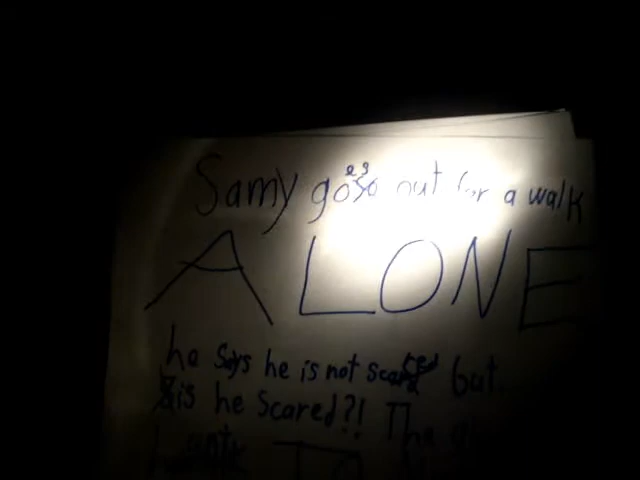 Samy goes out for a walk
ALONE
he says he is not scared but
is he scared?! The